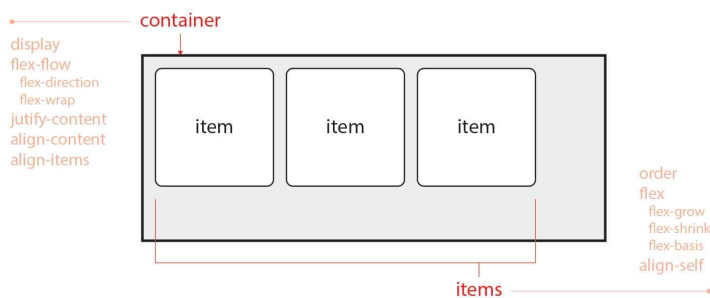 container
display
flex-flow
flex-direction
flex-wrap
jutify-content
align-content
align-items
item item item
order
flex
flex-grow
flex-shrink
flex-basis
align-self
items